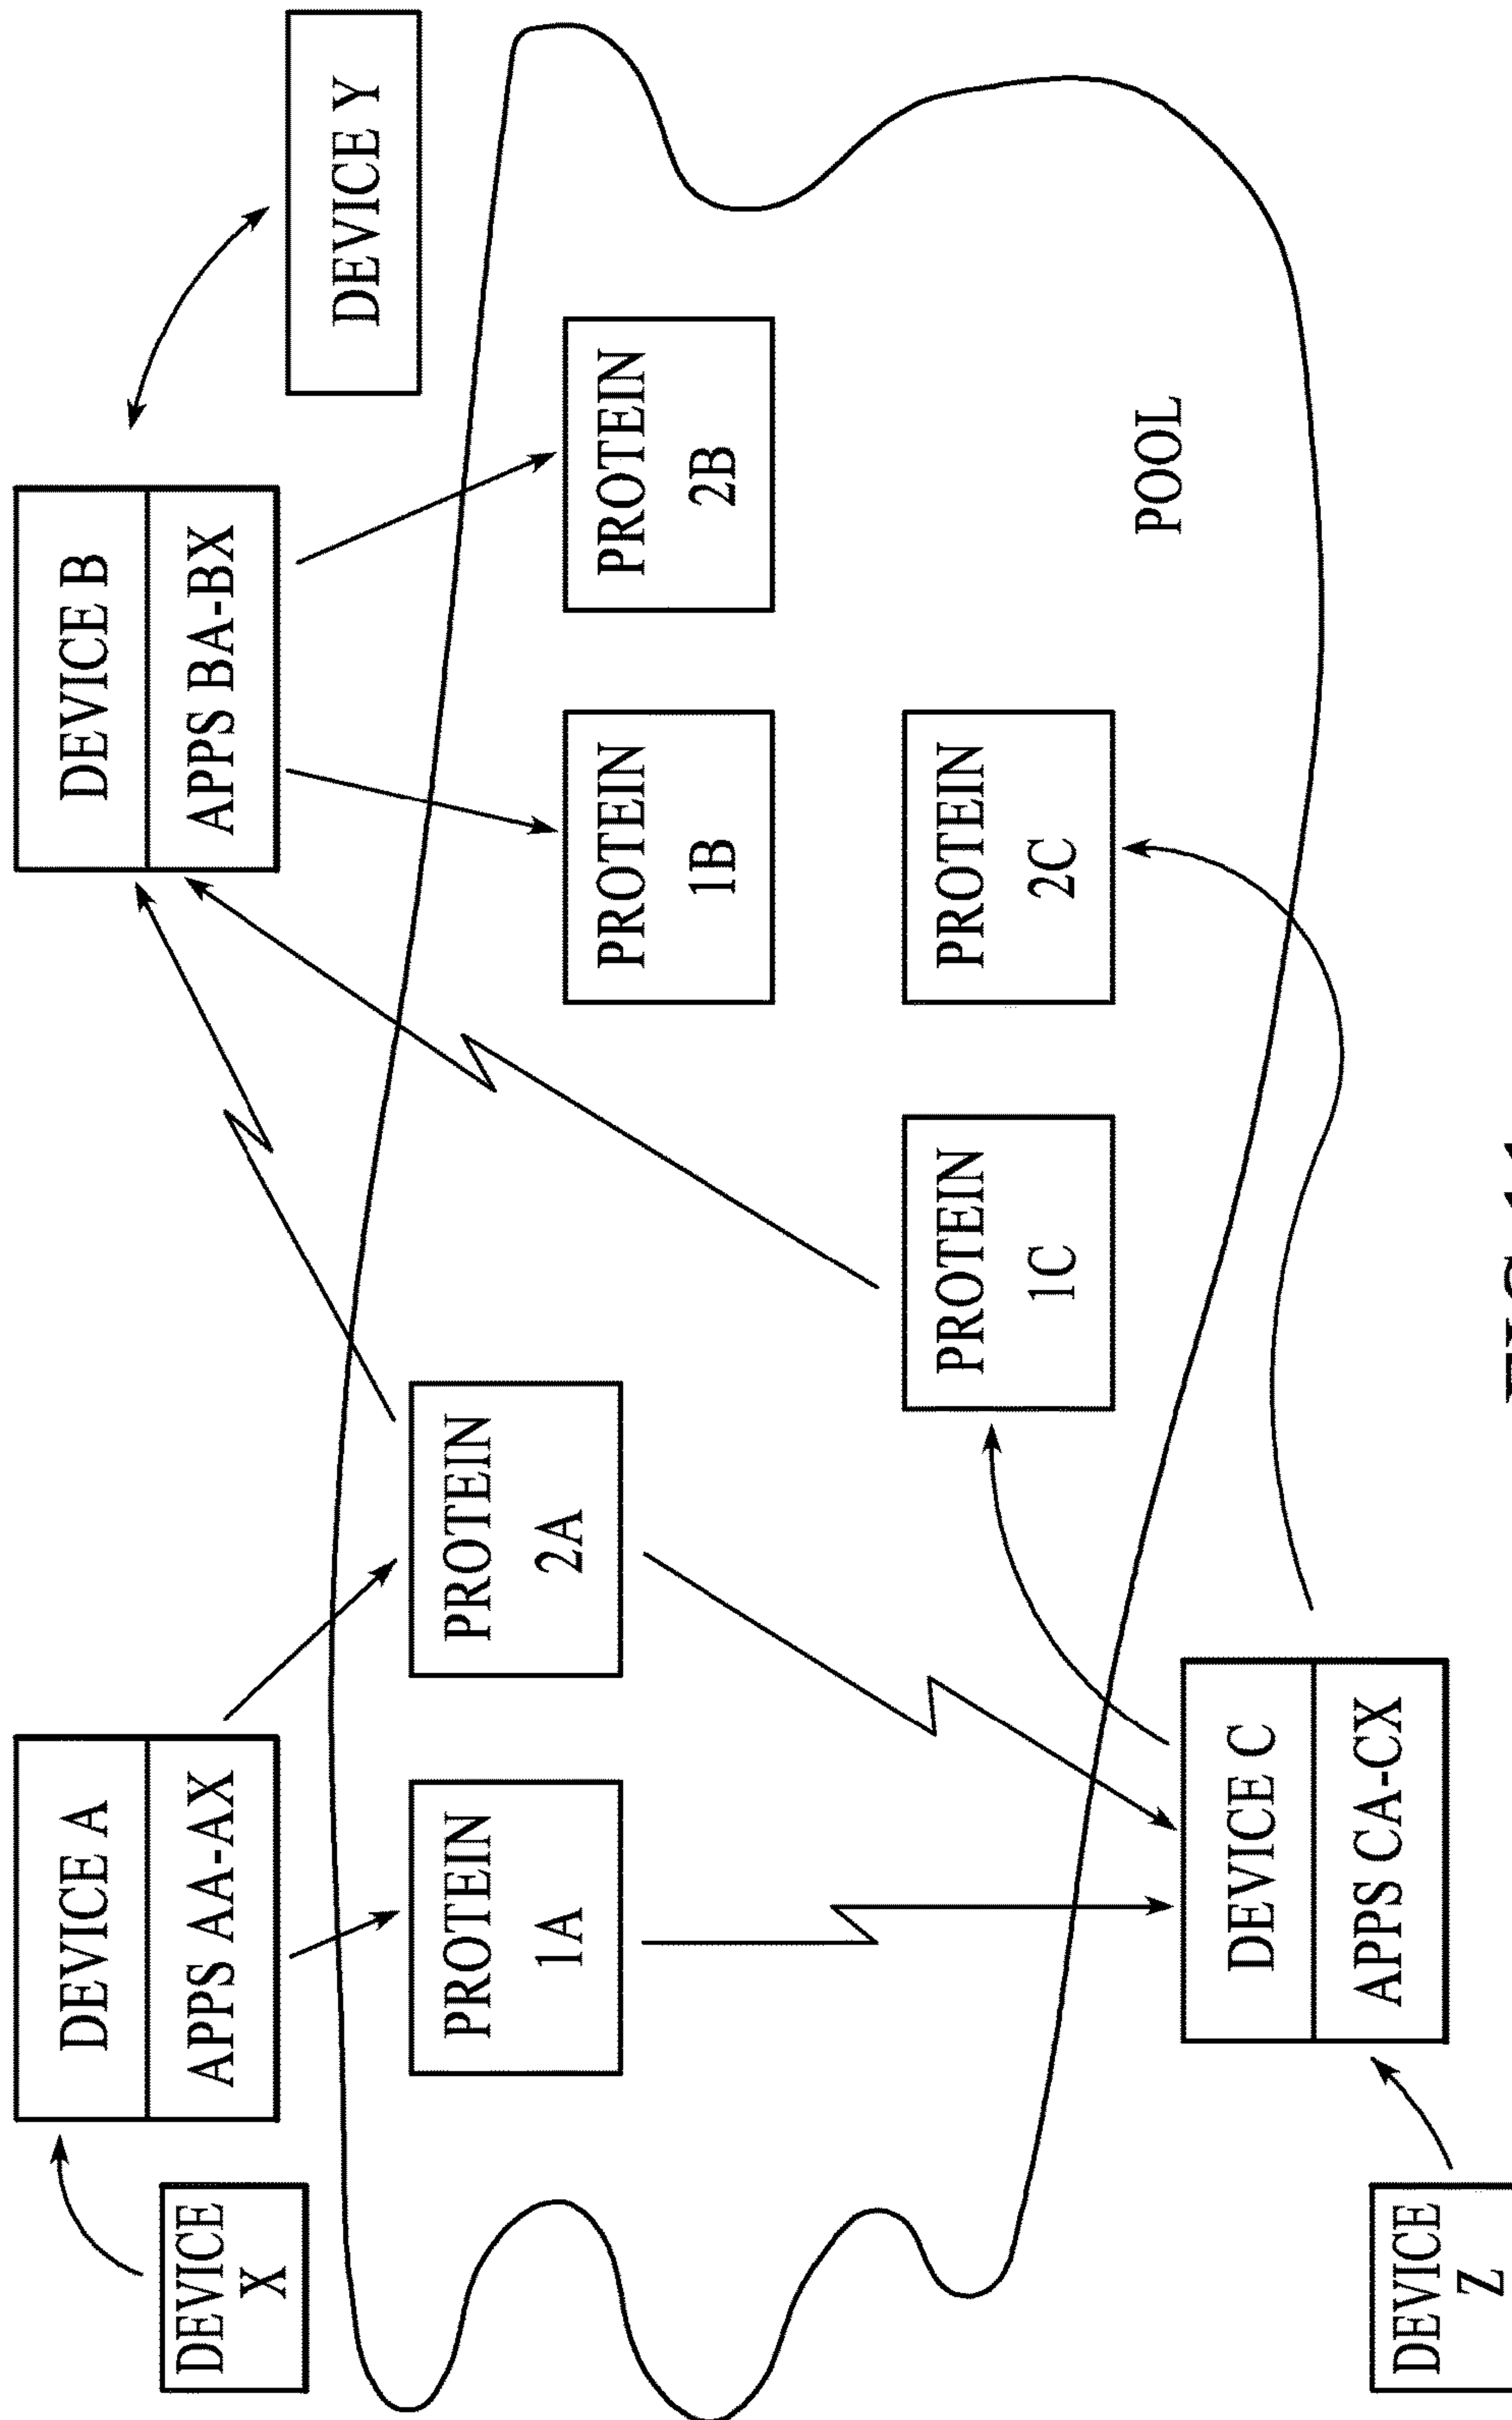 DEVICE
X
DEVICE A
APPS AA-AX
DEVICE B
APPS BA-BX
DEVICE Y
PROTEIN
1A
PROTEIN
2A
PROTEIN
1B
PROTEIN
2B
PROTEIN
1C
PROTEIN
2C
POOL
DEVICE C
APPS CA-CX
DEVICE
Z